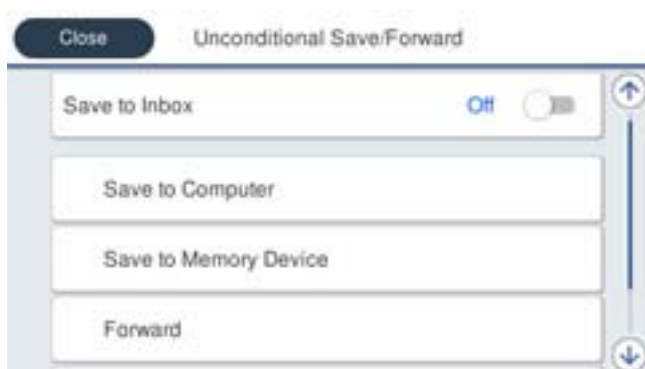 Close Unconditional Save/Forward
Save to Inbox Off
Save to Computer
Save to Memory Device
Forward